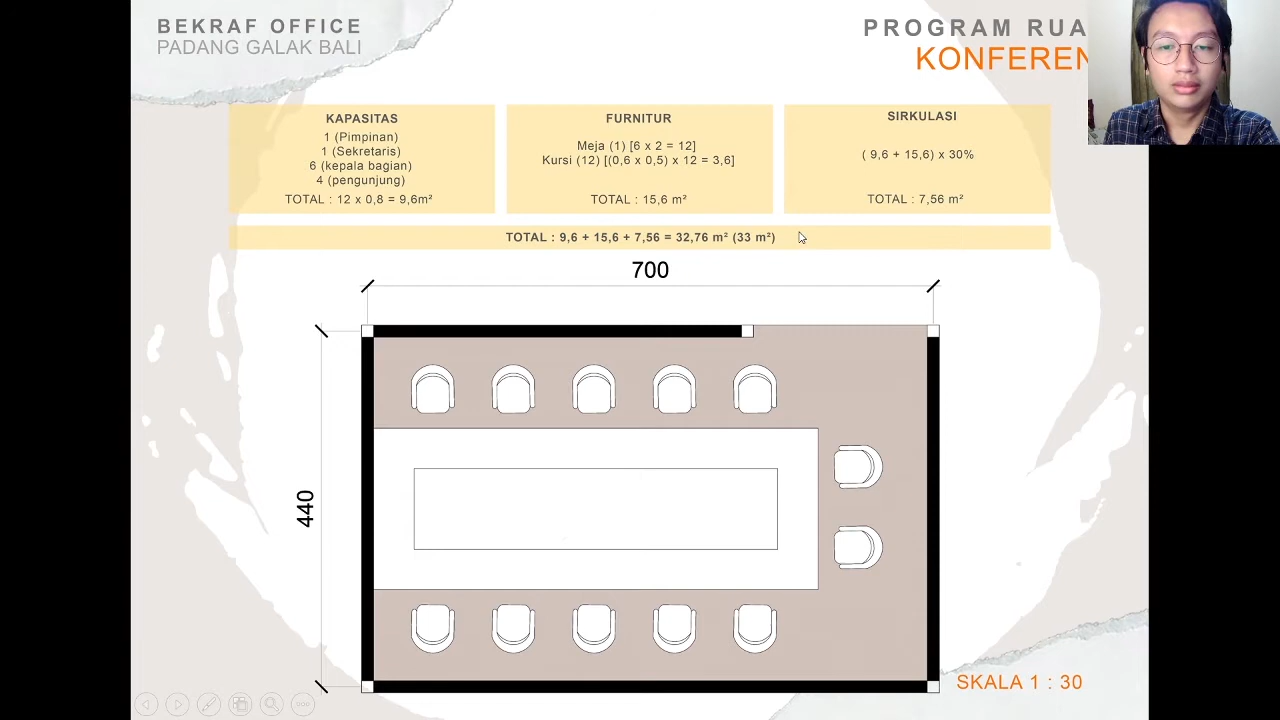 BEKRAF OFFICE
PADANG GALAK BALI
PROGRAM
KAPASITAS
1 (Pimpinan)
1 (Sekretaris)
6 (kepala bagian)
4 (pengunjung)
TOTAL : 12 x 0,8 = 9,6m²
FURNITUR
Meja (1) [6 x 2 = 12]
Kursi (12) [(0,6 x 0,5) x 12 = 3,6]
TOTAL : 15,6 m²
SIRKULASI
( 9,6 + 15,6) x 30%
TOTAL : 7,56 m²
TOTAL : 9,6 + 15,6 + 7,56 = 32,76 m² (33 m²)
700
440
SKALA 1 : 30